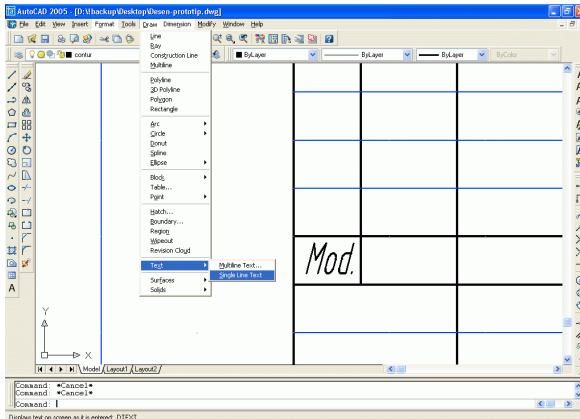 AutoCAD 2005 - [D:\!backup\Desktop\Desen-prototip.dwg]
File Edit View Insert Format Tools Draw Dimension Modify Window Help
contur ByLayer ByLayer ByLayer ByColor
Line
Ray
Construction Line
Multiline
Polyline
3D Polyline
Polygon
Rectangle
Arc
Circle
Donut
Spline
Ellipse
Block
Table...
Point
Hatch...
Boundary...
Region
Wipeout
Revision Cloud
Text
Multiline Text...
Single Line Text
Surfaces
Solids
Mod.
A
Y
X
Model Layout1 Layout2
Command: *Cancel*
Command: *Cancel*
Command:
Displays text on screen as it is entered: DTEXT